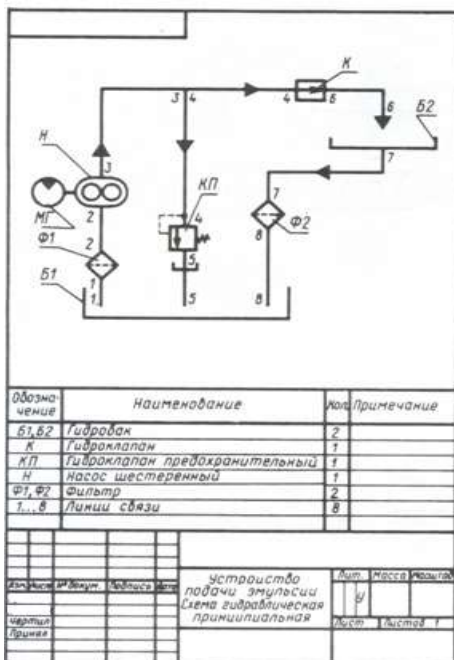 К
3 4 4 6
6 Б2
Н
3 7
МГ 2
КП
4
7
2
8 Ф2
Ф1
1 5
Б1 1 5 8
Обозна-
чение
Наименование
Кол.
Примечание
Б1, Б2 Гидробак 2
К Гидроклапан 1
КП Гидроклапан предохранительный 1
Н Насос шестеренный 1
Ф1, Ф2 Фильтр 2
1...8 Линии связи 8
Изм. Лист № докум. Подпись Дата
Чертил
Принял
Устройство
подачи эмульсии
Схема гидравлическая
принципиальная
Лит. Масса Масштаб
У
Лист Листов 1